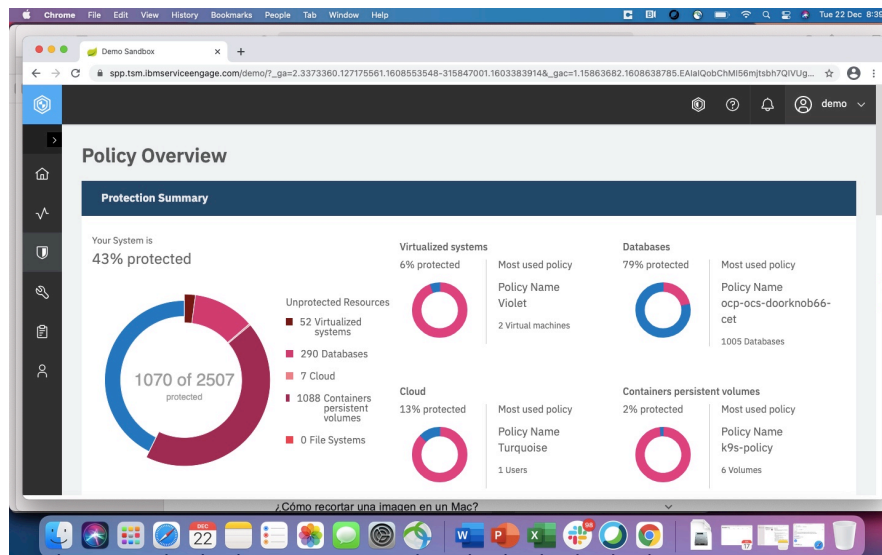 Chrome File Edit View History Bookmarks People Tab Window Help
Tue 22 Dec 8:39
Demo Sandbox
spp.tsm.ibmserviceengage.com/demo/?_ga=2.3373360.127175561.1608553548-315847001.1603383914&_gac=1.15863682.1608638785.EAIaIQobChMI56mjtsbh7QIVUg...
demo
Policy Overview
Protection Summary
Your System is
43% protected
1070 of 2507
protected
Unprotected Resources
52 Virtualized
systems
290 Databases
7 Cloud
1088 Containers
persistent
volumes
0 File Systems
Virtualized systems
6% protected
Most used policy
Policy Name
Violet
2 Virtual machines
Databases
79% protected
Most used policy
Policy Name
ocp-ocs-doorknob66-
cet
1005 Databases
Cloud
13% protected
Most used policy
Policy Name
Turquoise
1 Users
Containers persistent volumes
2% protected
Most used policy
Policy Name
k9s-policy
6 Volumes
¿Cómo recortar una imagen en un Mac?
DEC
22
W
P
X
17